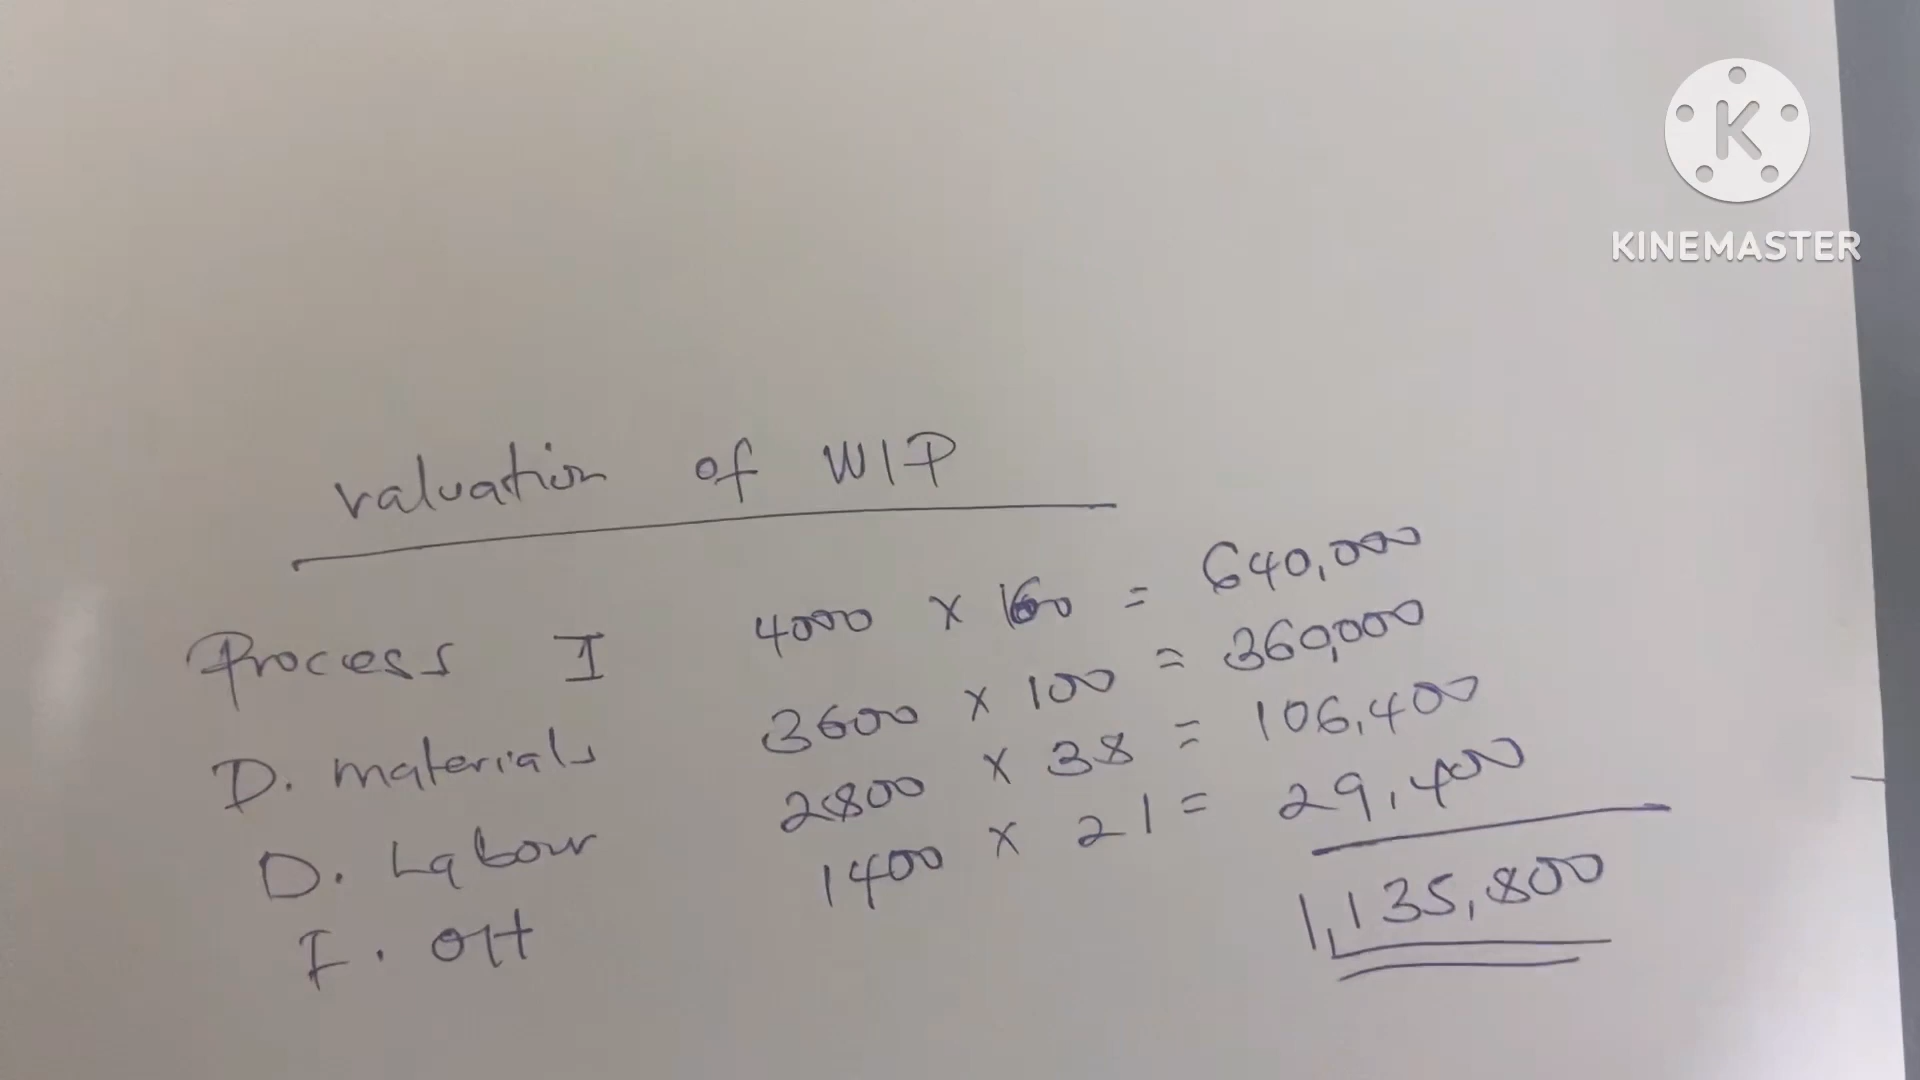 K
KINEMASTER
valuation of WIP
Process I 4000 x 160 = 640,000
D. materials 3600 x 100 = 360,000
D. Labour 2800 x 38 = 106,400
F. OH 1400 x 21 = 29,400
1,135,800